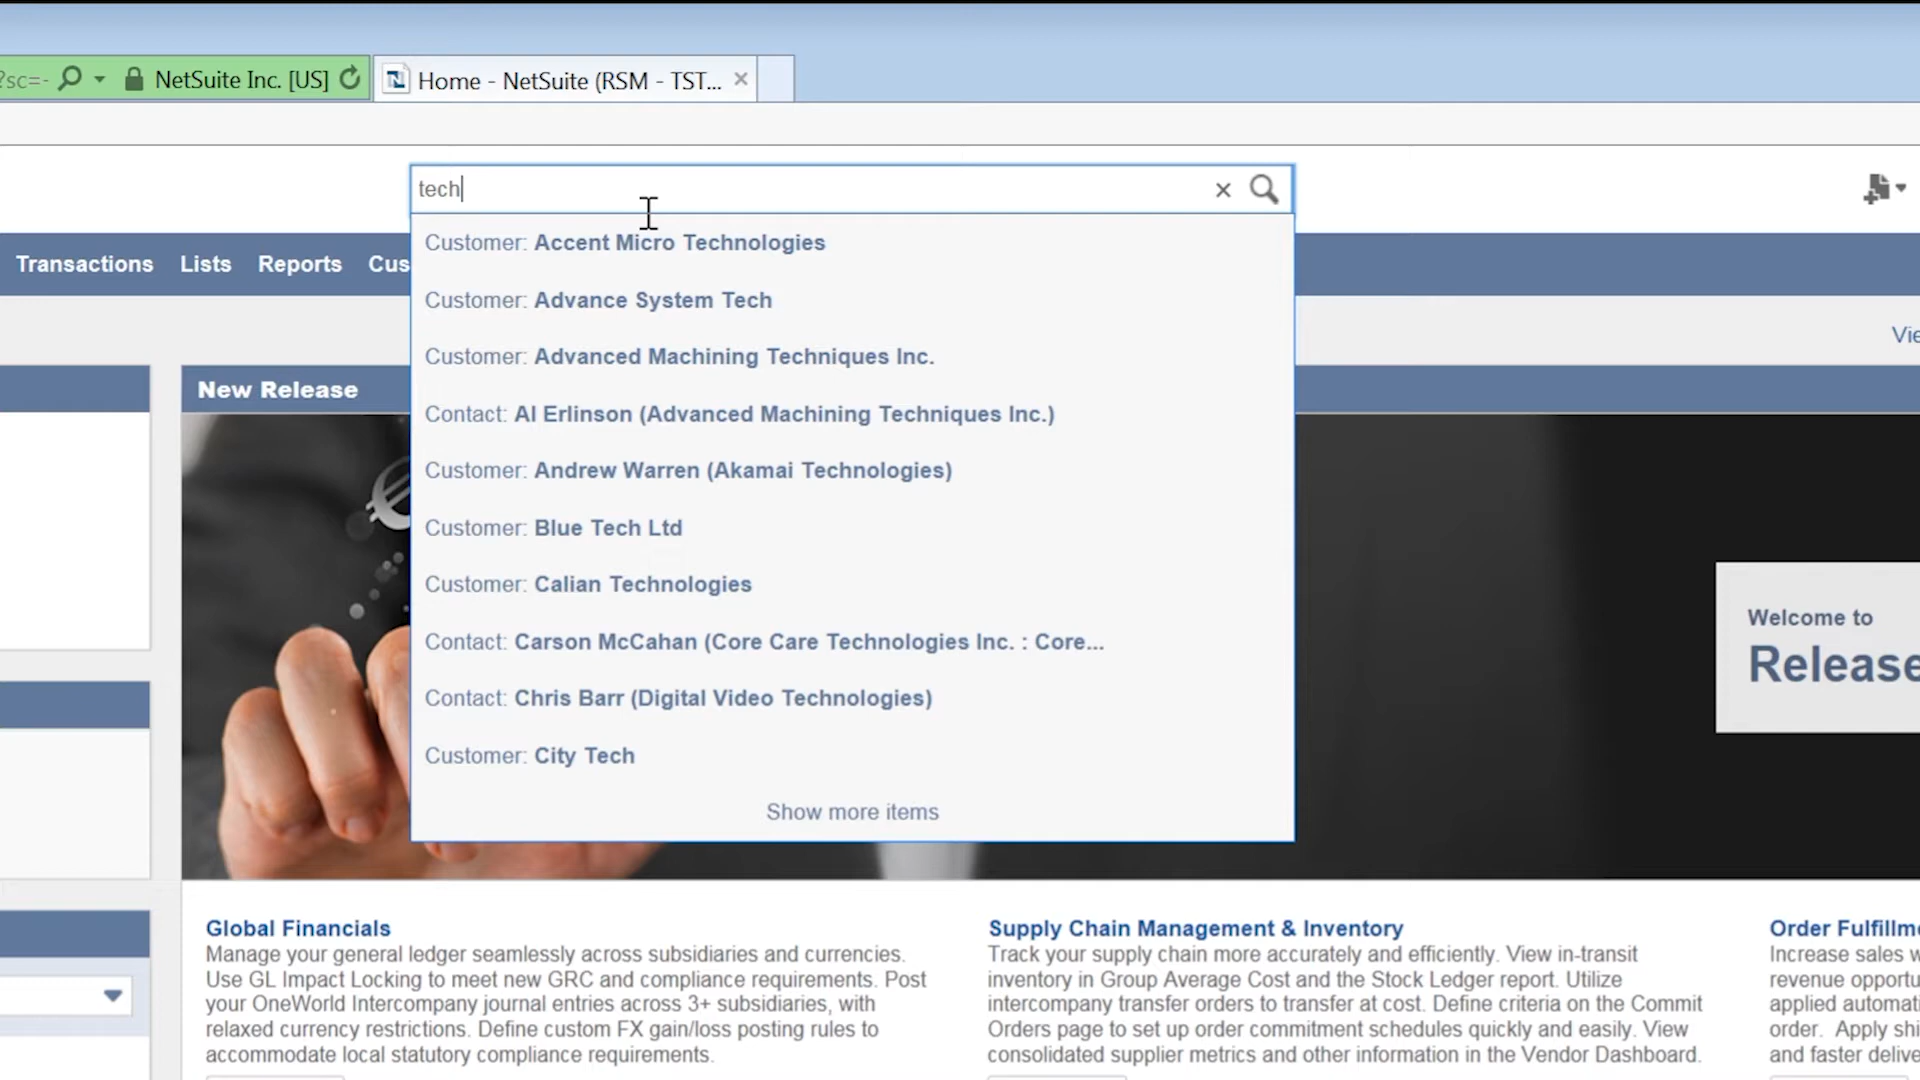 ?sc=-
NetSuite Inc. [US]
Home - NetSuite (RSM - TST...
tech
Transactions Lists Reports Cus
Customer: Accent Micro Technologies
Customer: Advance System Tech
Customer: Advanced Machining Techniques Inc.
Contact: Al Erlinson (Advanced Machining Techniques Inc.)
Customer: Andrew Warren (Akamai Technologies)
Customer: Blue Tech Ltd
Customer: Calian Technologies
Contact: Carson McCahan (Core Care Technologies Inc. : Core...
Contact: Chris Barr (Digital Video Technologies)
Customer: City Tech
Show more items
Vie
New Release
Welcome to
Release
Global Financials
Manage your general ledger seamlessly across subsidiaries and currencies.
Use GL Impact Locking to meet new GRC and compliance requirements. Post
your OneWorld Intercompany journal entries across 3+ subsidiaries, with
relaxed currency restrictions. Define custom FX gain/loss posting rules to
accommodate local statutory compliance requirements.
Supply Chain Management & Inventory
Track your supply chain more accurately and efficiently. View in-transit
inventory in Group Average Cost and the Stock Ledger report. Utilize
intercompany transfer orders to transfer at cost. Define criteria on the Commit
Orders page to set up order commitment schedules quickly and easily. View
consolidated supplier metrics and other information in the Vendor Dashboard.
Order Fulfillm
Increase sales w
revenue opportu
applied automati
order. Apply shi
and faster delive